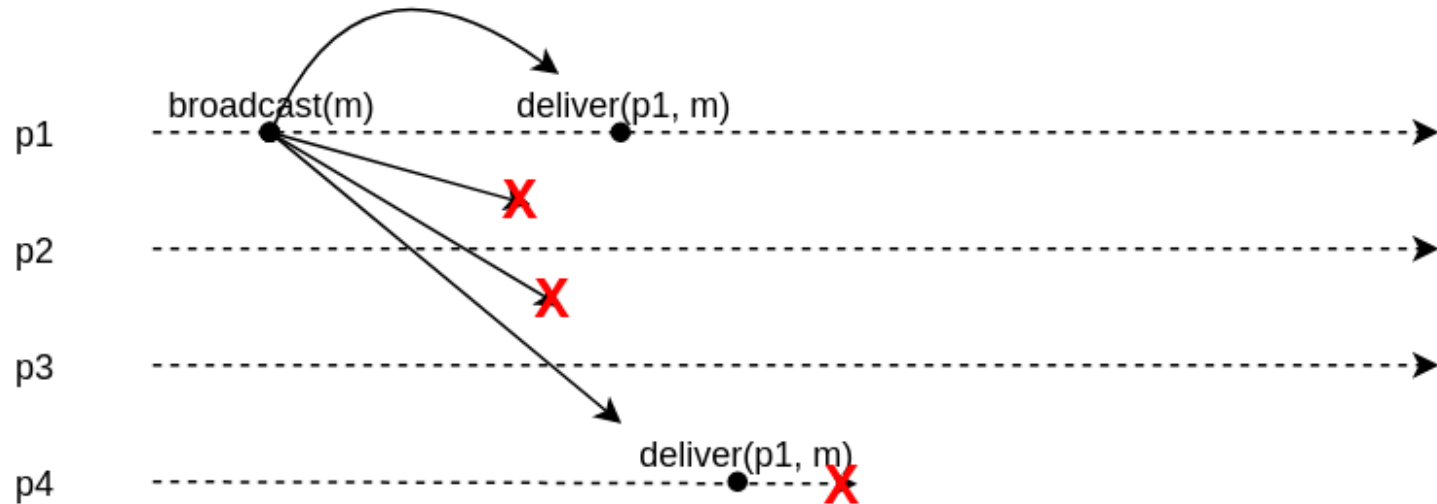 broadcast(m) deliver(p1, m)
p1
X
p2
X
p3
deliver(p1, m)
p4 X